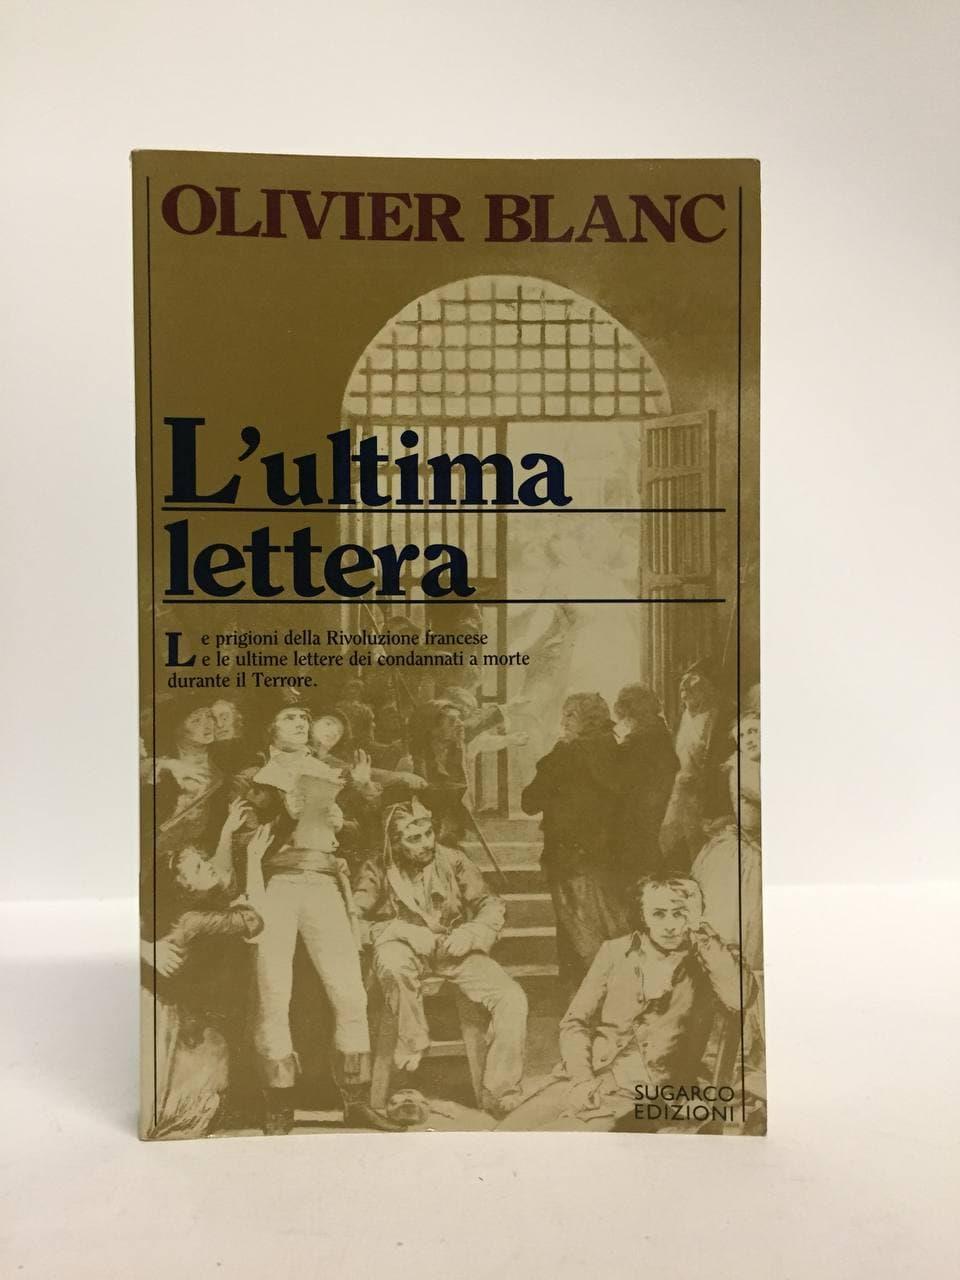 OLIVIER BLANC
L'ultima
lettera
Le prigioni della Rivoluzione francese
e le ultime lettere dei condannati a morte
durante il Terrore.
SUGARCO
EDIZIONI